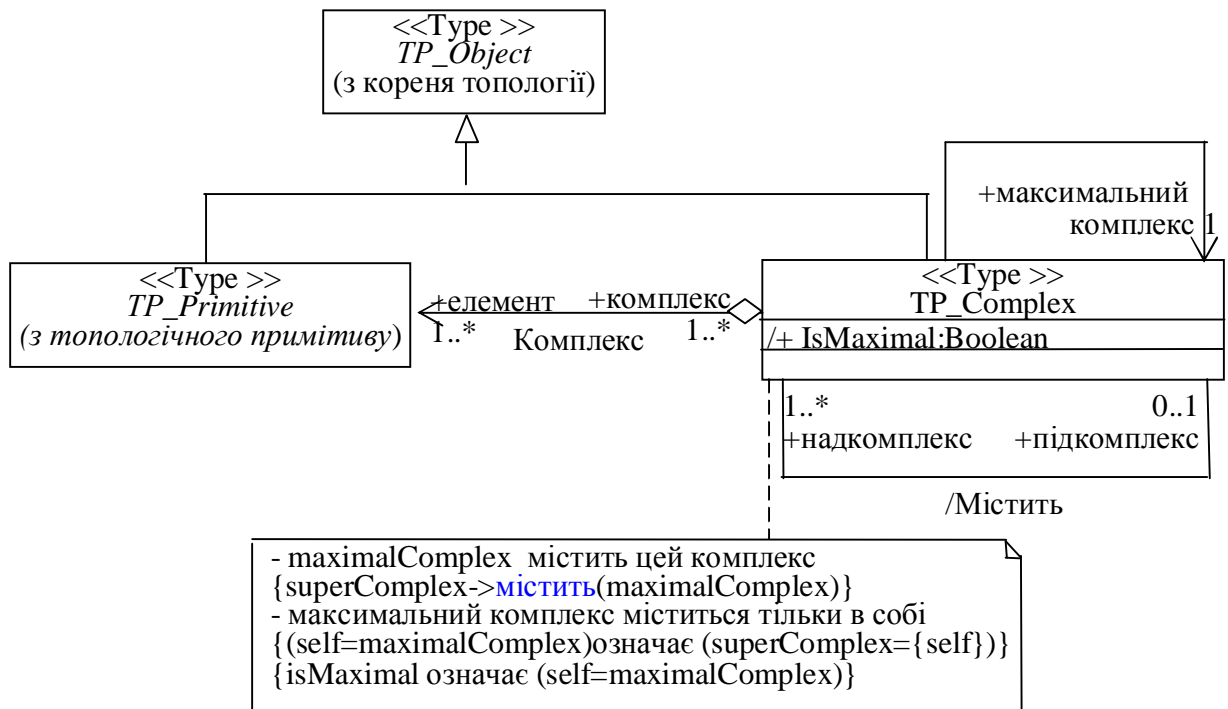 <<Type >>
TP_Object
(з кореня топології)
+максимальний
комплекс 1
<<Type >>
TP_Primitive
(з топологічного примітиву)
+елемент
1..*
Комплекс
+комплекс
1..*
<<Type >>
TP_Complex
/+ IsMaximal:Boolean
1..*
+надкомплекс
0..1
+підкомплекс
/Містить
- maximalComplex містить цей комплекс
{superComplex->містить(maximalComplex)}
- максимальний комплекс міститься тільки в собі
{(self=maximalComplex)означає (superComplex={self})}
{isMaximal означає (self=maximalComplex)}